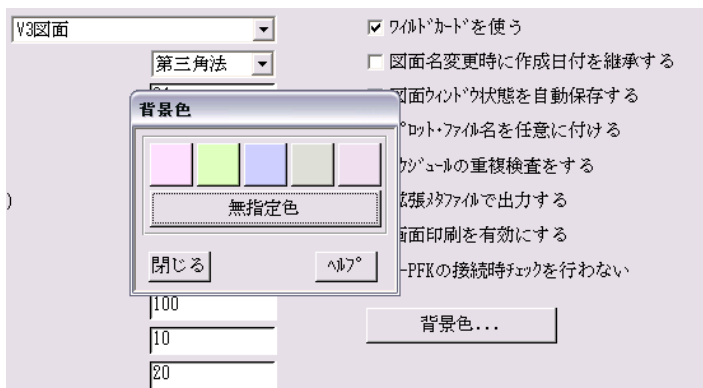 V3図面
ﾜｲﾙﾄﾞｶｰﾄﾞを使う
第三角法
図面名変更時に作成日付を継承する
図面ｳｨﾝﾄﾞｳ状態を自動保存する
背景色
ﾟﾛｯﾄ･ﾌｧｲﾙ名を任意に付ける
ｼﾞｭｰﾙの重複検査をする
無指定色
張ﾒﾀﾌｧｲﾙで出力する
面印刷を有効にする
閉じる
ﾍﾙﾌﾟ
-PFKの接続時ﾁｪｯｸを行わない
)
100
背景色...
10
20